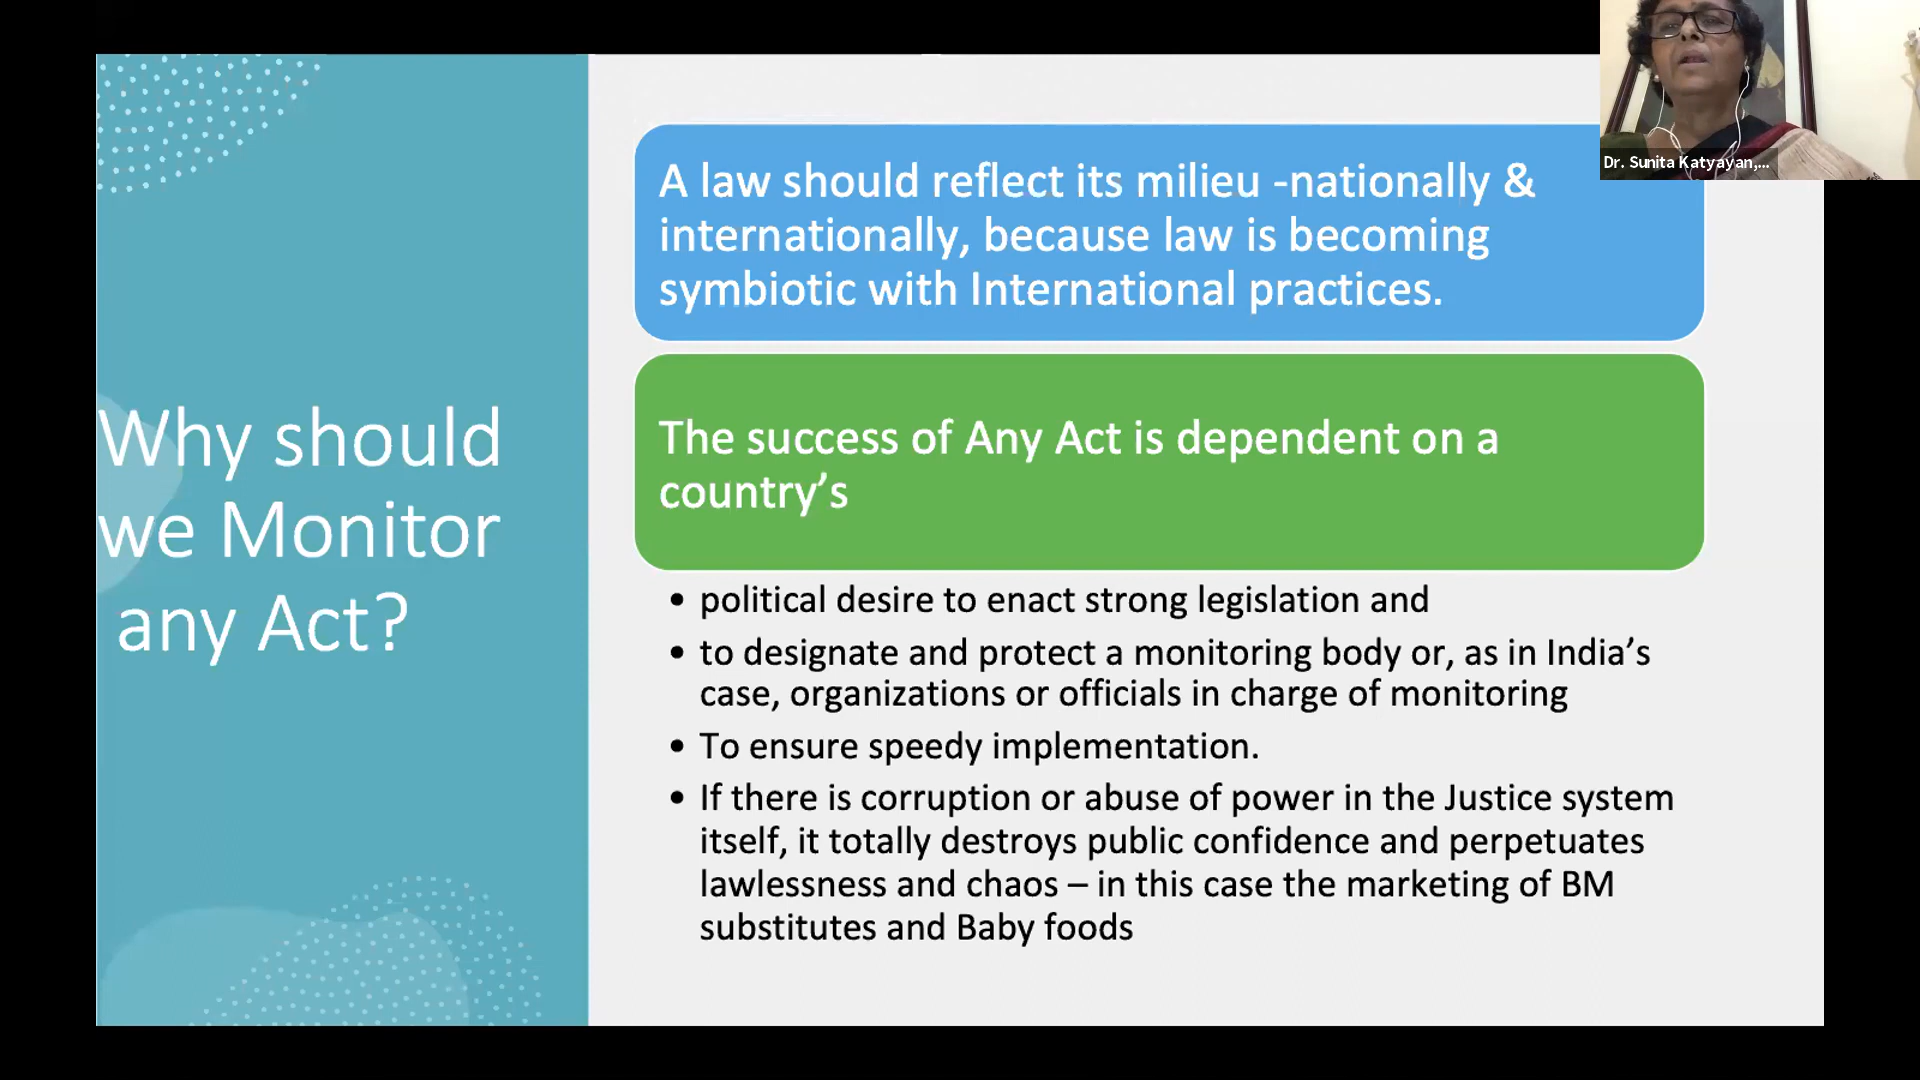 Why should
we Monitor
any Act?
A law should reflect its milieu -nationally &
internationally, because law is becoming
symbiotic with International practices.
The success of Any Act is dependent on a
country’s
• political desire to enact strong legislation and
• to designate and protect a monitoring body or, as in India’s
case, organizations or officials in charge of monitoring
• To ensure speedy implementation.
• If there is corruption or abuse of power in the Justice system
itself, it totally destroys public confidence and perpetuates
lawlessness and chaos – in this case the marketing of BM
substitutes and Baby foods
Dr. Sunita Katyayan,...